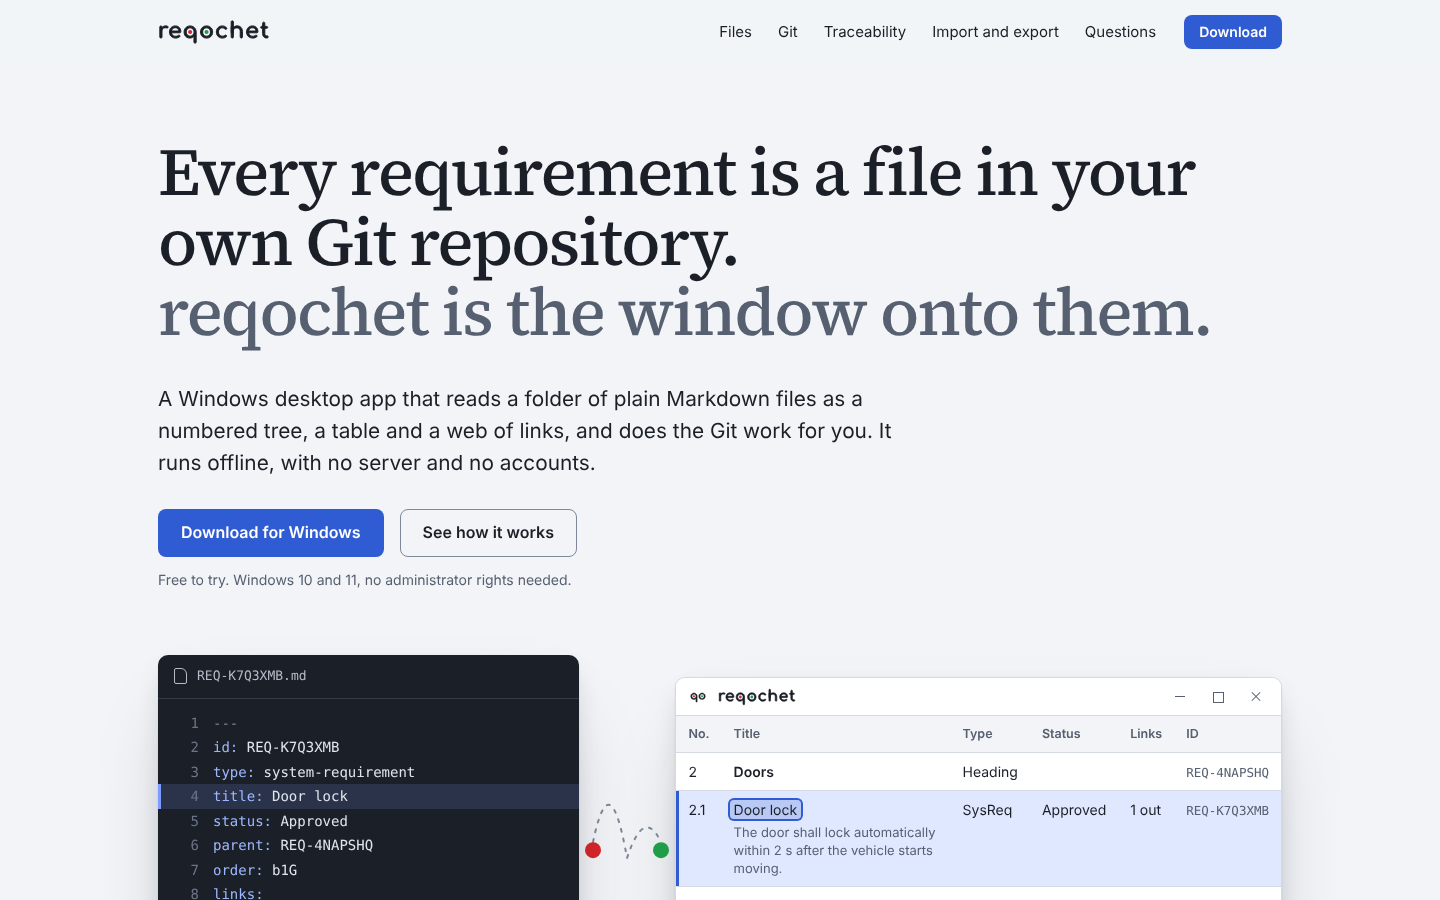 reqochet
Files Git Traceability Import and export Questions Download
Every requirement is a file in your
own Git repository.
reqochet is the window onto them.
A Windows desktop app that reads a folder of plain Markdown files as a
numbered tree, a table and a web of links, and does the Git work for you. It
runs offline, with no server and no accounts.
Download for Windows See how it works
Free to try. Windows 10 and 11, no administrator rights needed.
REQ-K7Q3XMB.md
1 ---
2 id: REQ-K7Q3XMB
3 type: system-requirement
4 title: Door lock
5 status: Approved
6 parent: REQ-4NAPSHQ
7 order: b1G
8 links:
reqochet
No. Title Type Status Links ID
2 Doors Heading REQ-4NAPSHQ
2.1 Door lock SysReq Approved 1 out REQ-K7Q3XMB
The door shall lock automatically
within 2 s after the vehicle starts
moving.